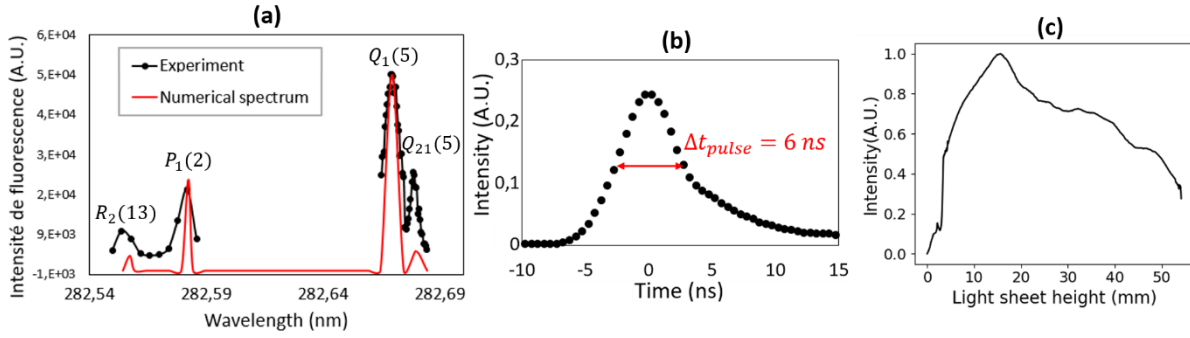 (a)
Intensité de fluorescence (A.U.)
6,E+04
5,E+04
4,E+04
3,E+04
2,E+04
9,E+03
-1,E+03
Experiment
Numerical spectrum
R₂(13)
P₁(2)
Q₁(5)
Q₂₁(5)
282,54
282,59
282,64
282,69
Wavelength (nm)
(b)
Intensity (A.U.)
0,3
0,2
0,1
0
Δt_pulse = 6 ns
-10
-5
0
5
10
15
Time (ns)
(c)
Intensity(A.U.)
1.0
0.8
0.6
0.4
0.2
0.0
0
10
20
30
40
50
Light sheet height (mm)